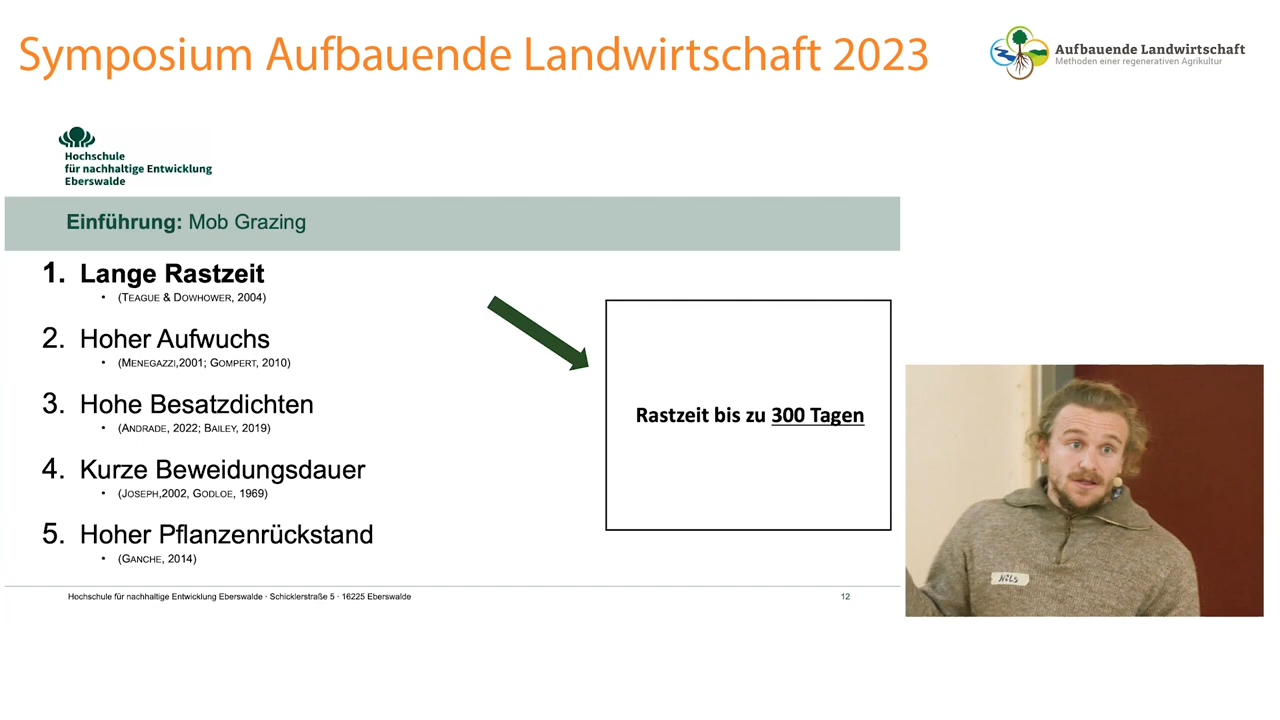 Symposium Aufbauende Landwirtschaft 2023
Aufbauende Landwirtschaft
Methoden einer regenerativen Agrikultur
Hochschule
für nachhaltige Entwicklung
Eberswalde
Einführung: Mob Grazing
1. Lange Rastzeit
• (Teague & Dowhower, 2004)
2. Hoher Aufwuchs
• (Menegazzi,2001; Gompert, 2010)
3. Hohe Besatzdichten
• (Andrade, 2022; Bailey, 2019)
4. Kurze Beweidungsdauer
• (Joseph,2002, Godloe, 1969)
5. Hoher Pflanzenrückstand
• (Ganche, 2014)
Rastzeit bis zu 300 Tagen
Nils
Hochschule für nachhaltige Entwicklung Eberswalde · Schicklerstraße 5 · 16225 Eberswalde
12